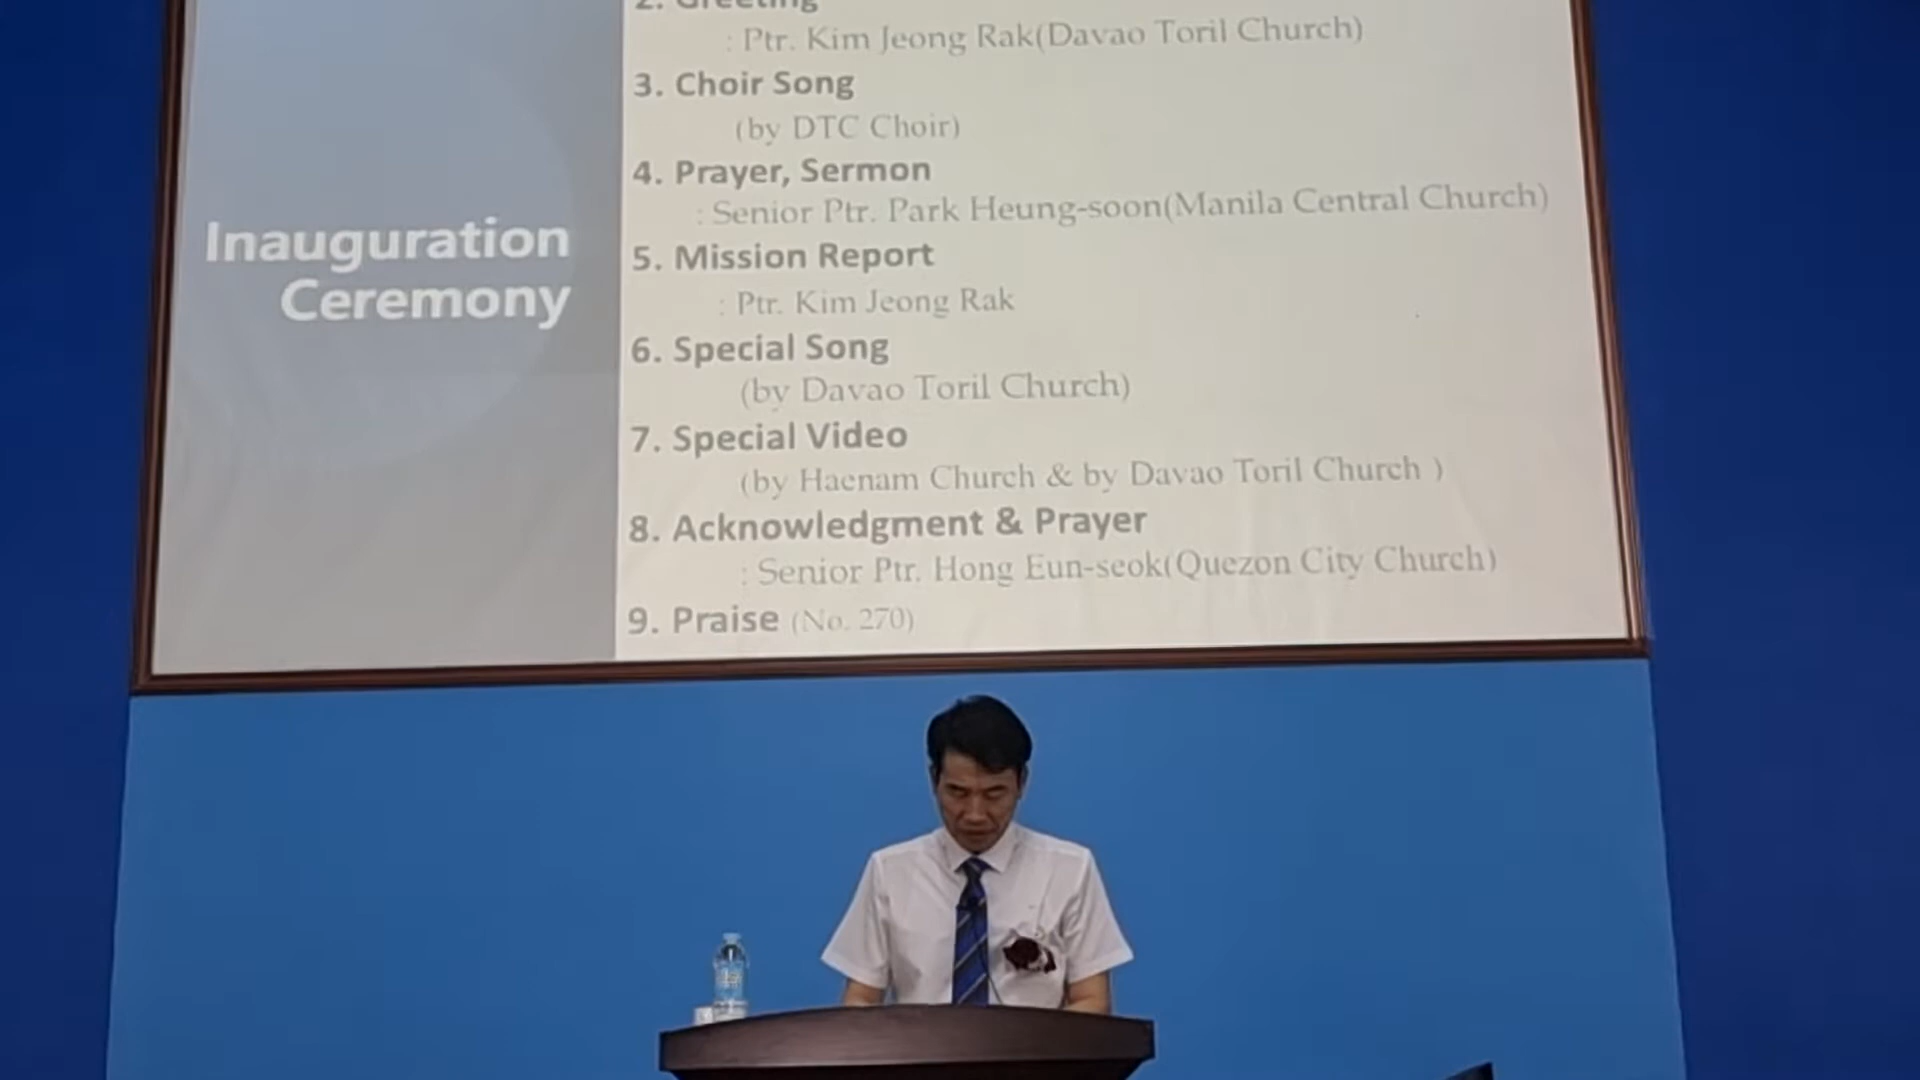 Inauguration
Ceremony
2. Greeting
: Ptr. Kim Jeong Rak(Davao Toril Church)
3. Choir Song
(by DTC Choir)
4. Prayer, Sermon
: Senior Ptr. Park Heung-soon(Manila Central Church)
5. Mission Report
: Ptr. Kim Jeong Rak
6. Special Song
(by Davao Toril Church)
7. Special Video
(by Haenam Church & by Davao Toril Church )
8. Acknowledgment & Prayer
: Senior Ptr. Hong Eun-seok(Quezon City Church)
9. Praise (No. 270)